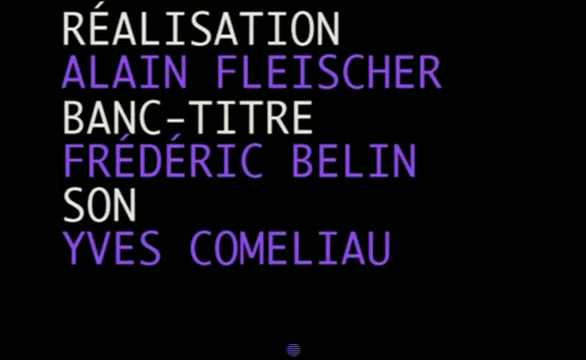 RÉALISATION
ALAIN FLEISCHER
BANC-TITRE
FRÉDÉRIC BELIN
SON
YVES COMELIAU